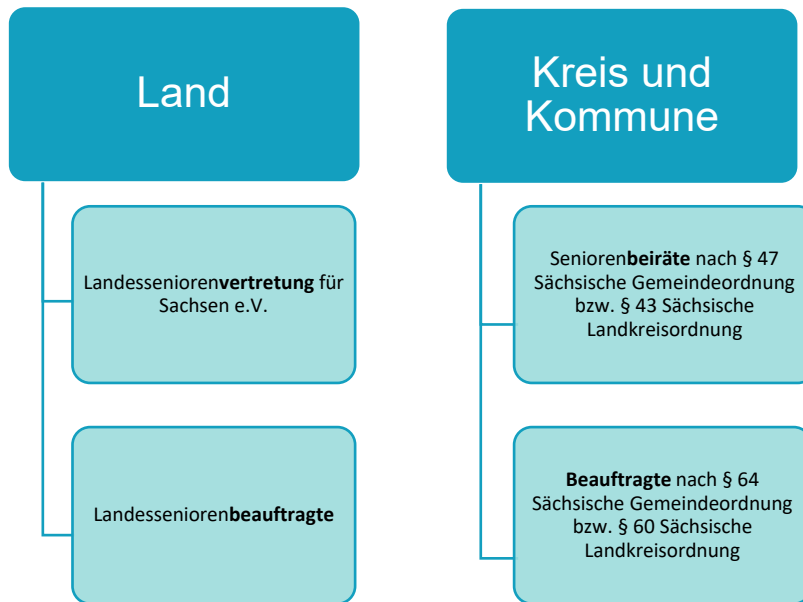 Land
Landesseniorenvertretung für
Sachsen e.V.
Landesseniorenbeauftragte
Kreis und
Kommune
Seniorenbeiräte nach § 47
Sächsische Gemeindeordnung
bzw. § 43 Sächsische
Landkreisordnung
Beauftragte nach § 64
Sächsische Gemeindeordnung
bzw. § 60 Sächsische
Landkreisordnung